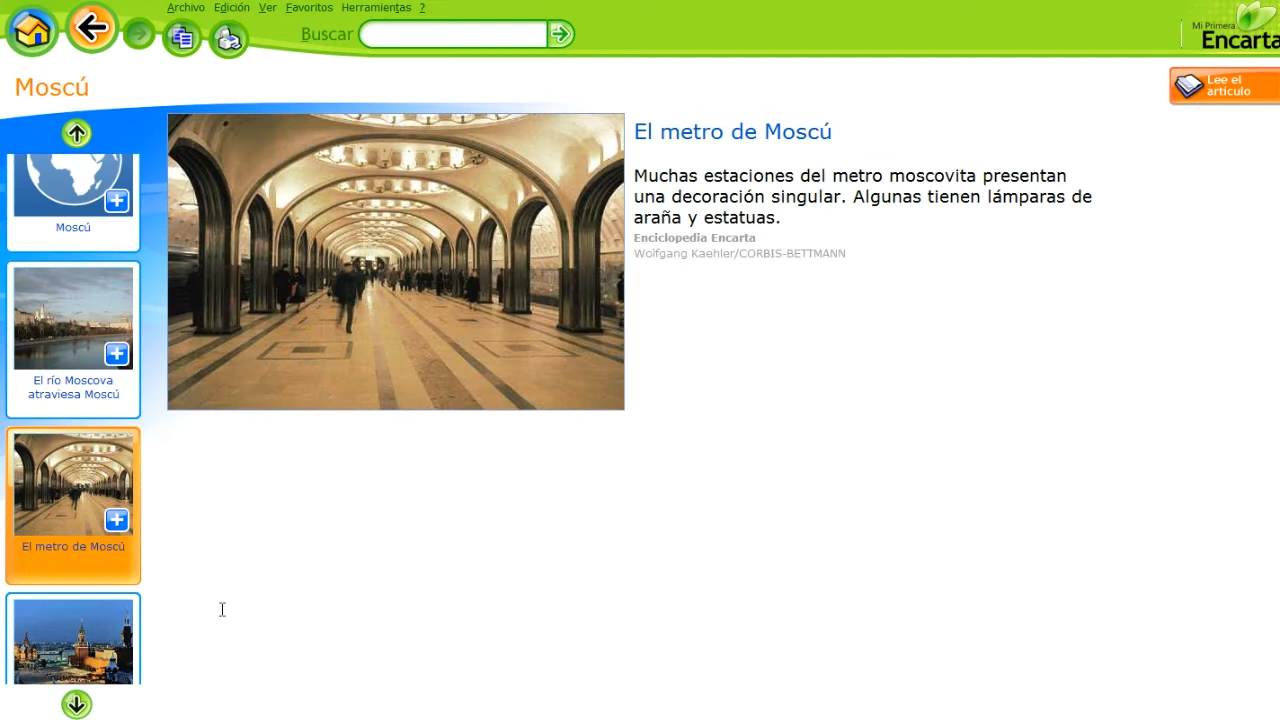 Archivo Edición Ver Favoritos Herramientas ?
Buscar
Mi Primera
Encarta
Moscú
Lee el
artículo
Moscú
El río Moscova
atraviesa Moscú
El metro de Moscú
El metro de Moscú
Muchas estaciones del metro moscovita presentan
una decoración singular. Algunas tienen lámparas de
araña y estatuas.
Enciclopedia Encarta
Wolfgang Kaehler/CORBIS-BETTMANN